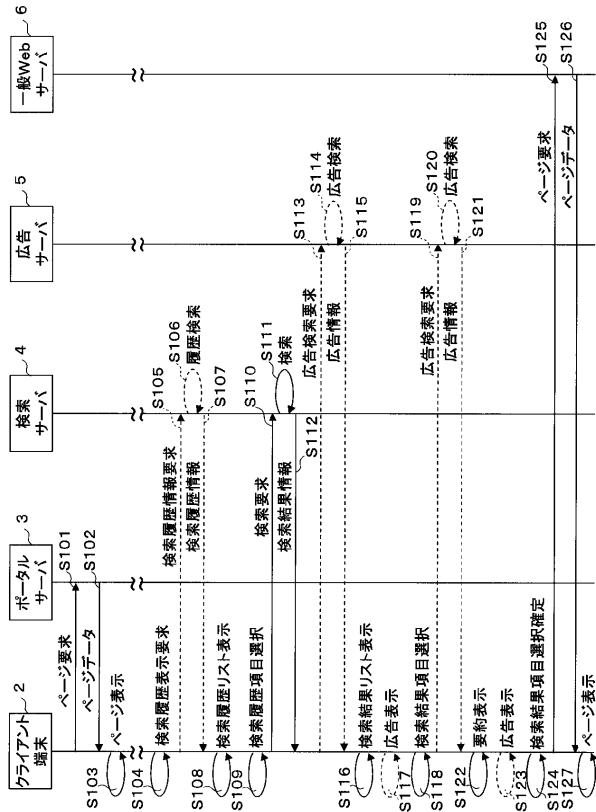 クライアント
端末
2
ポータル
サーバ
3
検索
サーバ
4
広告
サーバ
5
一般Web
サーバ
6
ページ要求
S101
ページデータ
S102
S103
ページ表示
S104
検索履歴表示要求
検索履歴情報要求
S105
S106
履歴検索
検索履歴情報
S107
S108
検索履歴リスト表示
S109
検索履歴項目選択
検索要求
S110
S111
検索
検索結果情報
S112
広告検索要求
S113
S114
広告検索
広告情報
S115
S116
検索結果リスト表示
S117
広告表示
S118
検索結果項目選択
広告検索要求
S119
S120
広告検索
広告情報
S121
S122
要約表示
S123
広告表示
S124
検索結果項目選択確定
ページ要求
S125
ページデータ
S126
S127
ページ表示